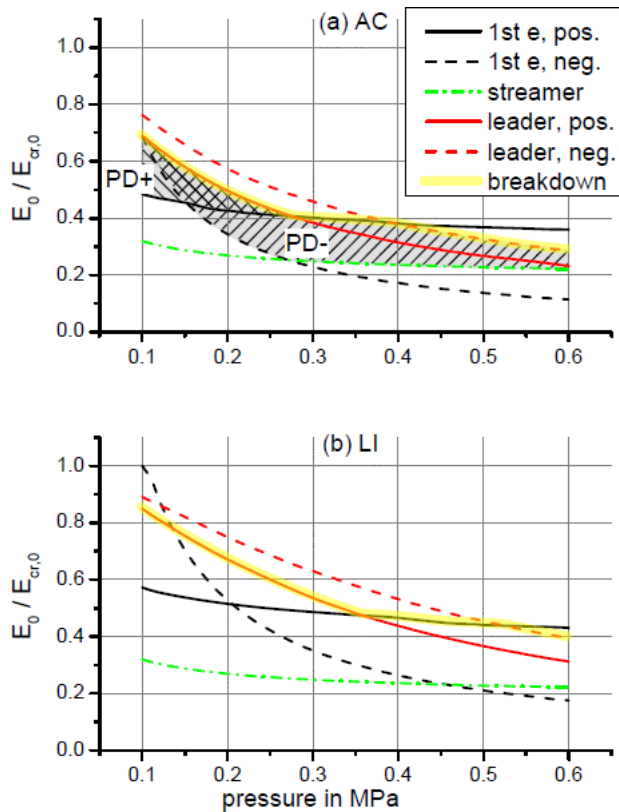 (a) AC
1st e, pos.
1st e, neg.
streamer
leader, pos.
leader, neg.
breakdown
E0 / Ecr,0
1.0
0.8
0.6
0.4
0.2
0.0
PD+
PD-
0.1 0.2 0.3 0.4 0.5 0.6
(b) LI
E0 / Ecr,0
1.0
0.8
0.6
0.4
0.2
0.0
0.1 0.2 0.3 0.4 0.5 0.6
pressure in MPa